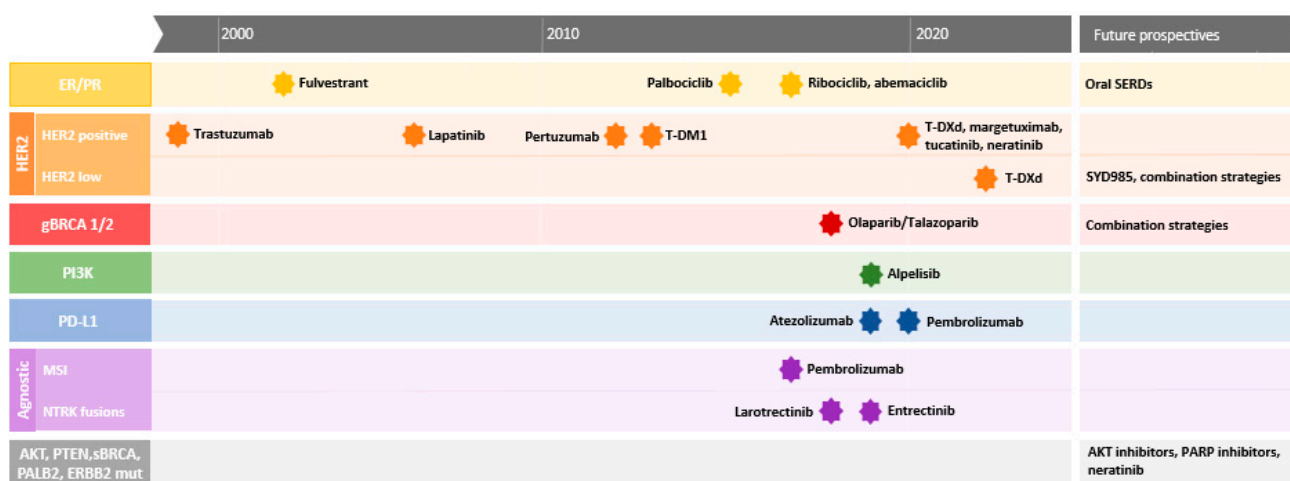 2000
2010
2020
Future prospectives
ER/PR
Fulvestrant
Palbociclib
Ribociclib, abemaciclib
Oral SERDs
HER2
HER2 positive
Trastuzumab
Lapatinib
Pertuzumab
T-DM1
T-DXd, margetuximab,
tucatinib, neratinib
HER2 low
T-DXd
SYD985, combination strategies
gBRCA 1/2
Olaparib/Talazoparib
Combination strategies
PI3K
Alpelisib
PD-L1
Atezolizumab
Pembrolizumab
Agnostic
MSI
Pembrolizumab
NTRK fusions
Larotrectinib
Entrectinib
AKT, PTEN,sBRCA,
PALB2, ERBB2 mut
AKT inhibitors, PARP inhibitors,
neratinib